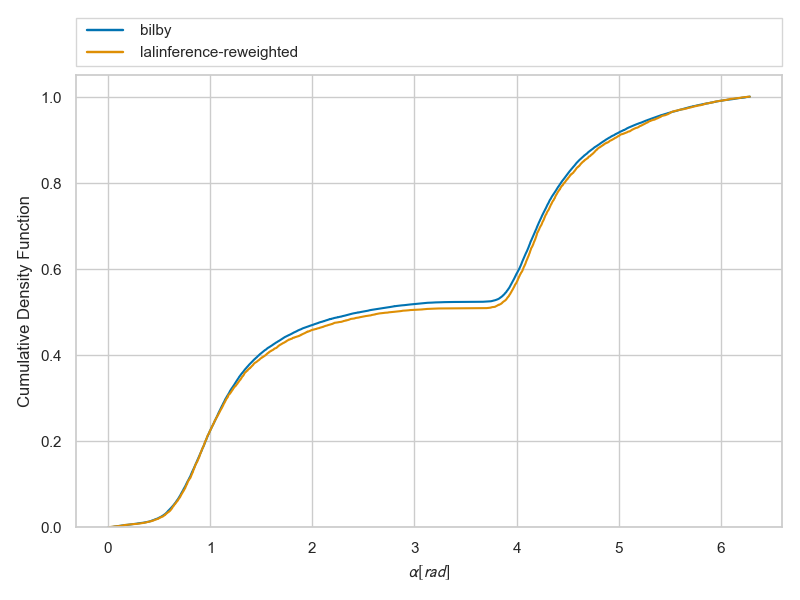 bilby
lalinference-reweighted
1.0
0.8
0.6
0.4
0.2
0.0
Cumulative Density Function
0 1 2 3 4 5 6
α[rad]